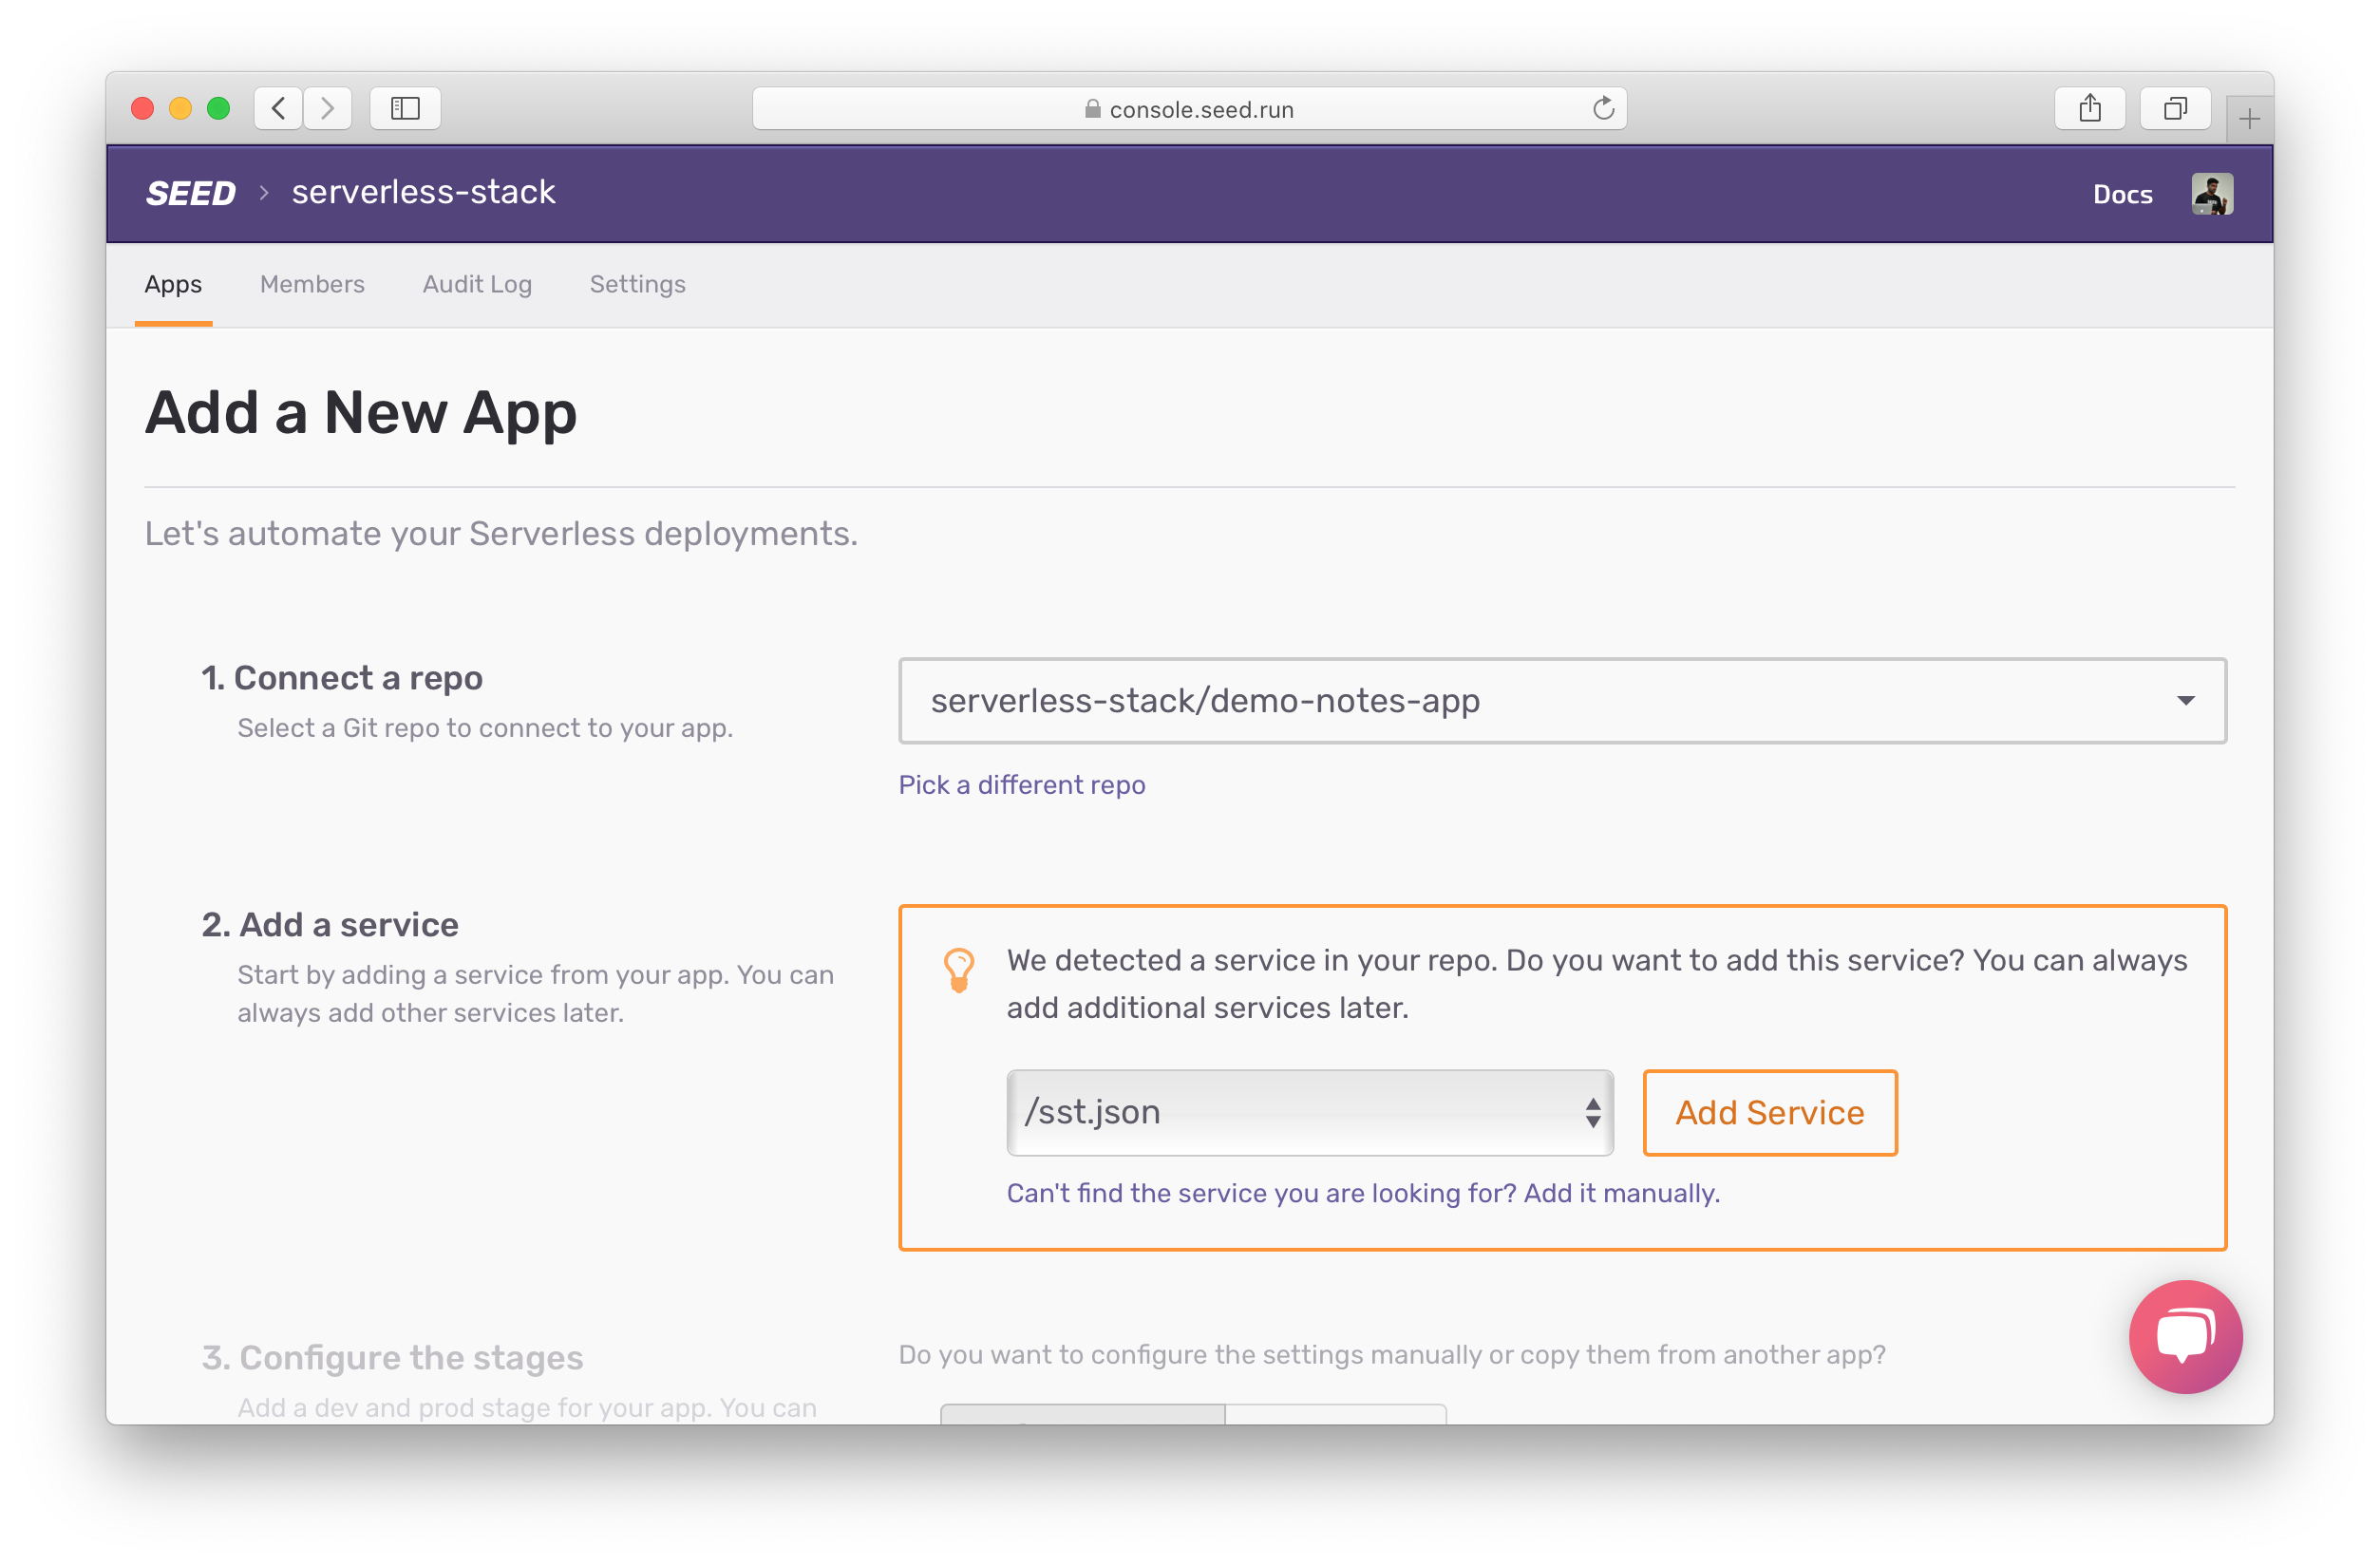 console.seed.run
SEED > serverless-stack
Docs
Apps
Members
Audit Log
Settings
Add a New App
Let's automate your Serverless deployments.
1. Connect a repo
Select a Git repo to connect to your app.
serverless-stack/demo-notes-app
Pick a different repo
2. Add a service
Start by adding a service from your app. You can
always add other services later.
We detected a service in your repo. Do you want to add this service? You can always
add additional services later.
/sst.json
Add Service
Can't find the service you are looking for? Add it manually.
3. Configure the stages
Add a dev and prod stage for your app. You can
Do you want to configure the settings manually or copy them from another app?